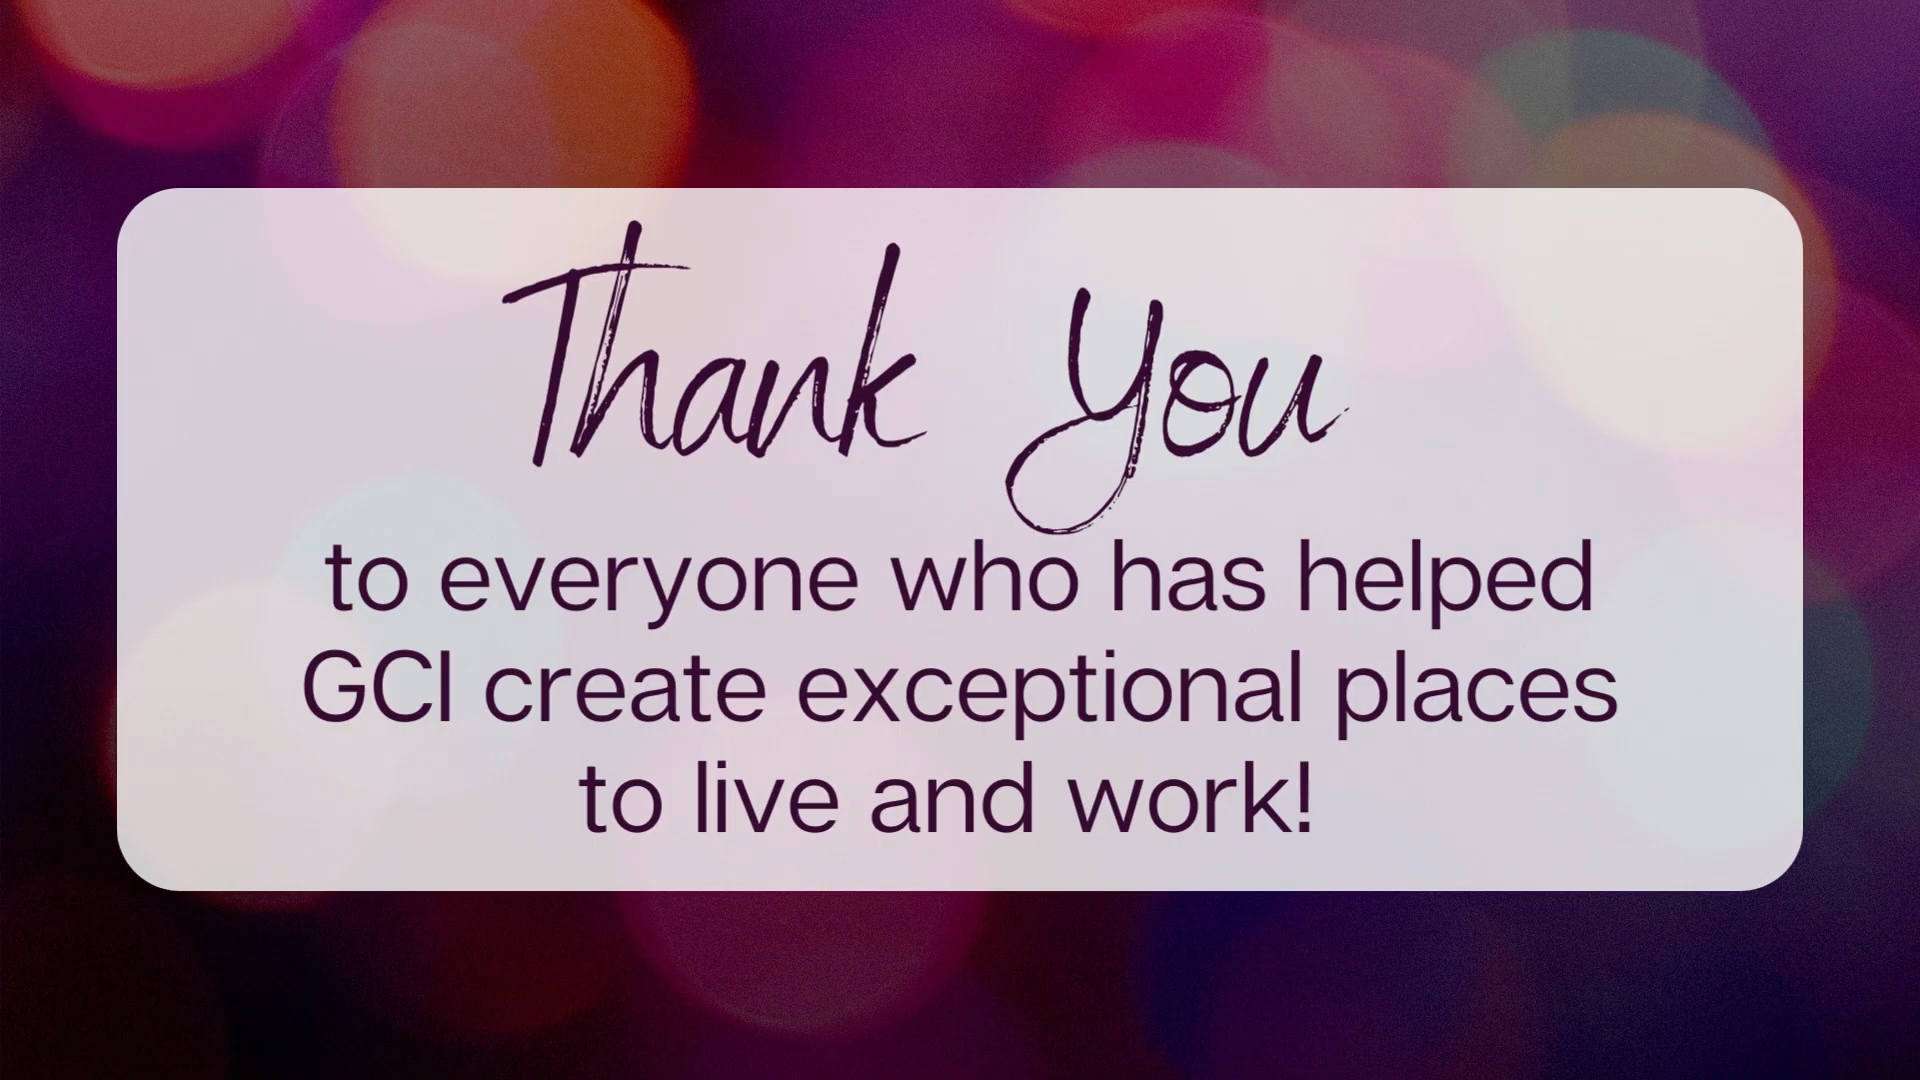 Thank You
to everyone who has helped
GCI create exceptional places
to live and work!